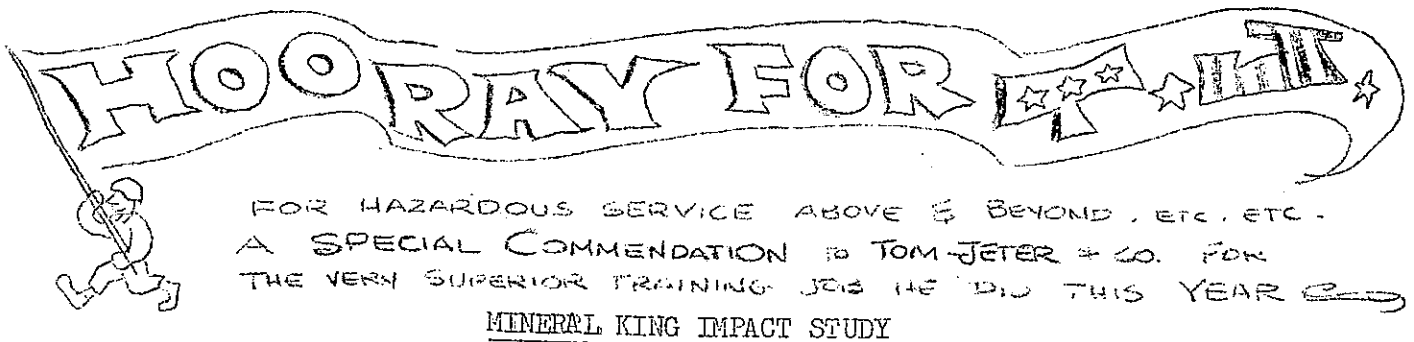 HOORAY FOR
FOR HAZARDOUS SERVICE ABOVE & BEYOND, ETC. ETC.
A SPECIAL COMMENDATION TO TOM JETER & CO. FOR
THE VERY SUPERIOR TRAINING JOB HE DID THIS YEAR
MINERAL KING IMPACT STUDY